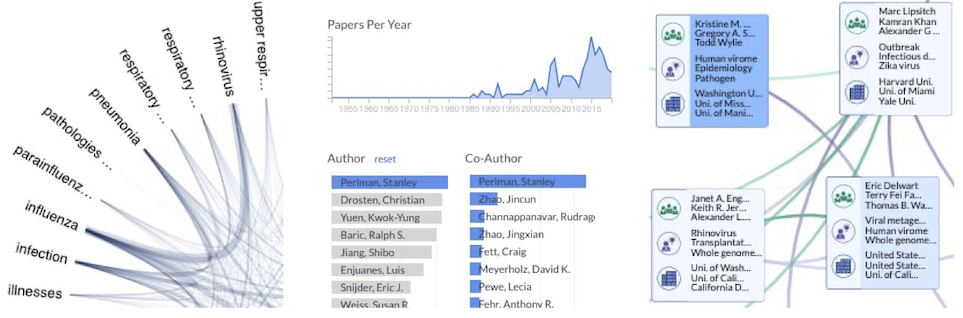 upper respir...
rhinovirus
respiratory ...
respiratory
pneumonia
pathologies ...
parainfluenz...
influenza
infection
illnesses
Papers Per Year
1955 1960 1965 1970 1975 1980 1985 1990 1995 2000 2005 2010 2015
Author reset
Perlman, Stanley
Drosten, Christian
Yuen, Kwok-Yung
Baric, Ralph S.
Jiang, Shibo
Enjuanes, Luis
Snijder, Eric J.
Weiss, Susan R.
Co-Author
Perlman, Stanley
Zhao, Jincun
Channappanavar, Rudrago
Zhao, Jingxian
Fett, Craig
Meyerholz, David K.
Pewe, Lecia
Fehr, Anthony R.
Kristine M. ...
Gregory A. S...
Todd Wylie
Human virome
Epidemiology
Pathogen
Washington U...
Uni. of Miss...
Uni. of Mani...
Marc Lipsitch
Kamran Khan
Alexander G ...
Outbreak
Infectious d...
Zika virus
Harvard Uni.
Uni. of Miami
Yale Uni.
Janet A. Eng...
Keith R. Jer...
Alexander L....
Rhinovirus
Transplantat...
Whole genome...
Uni. of Wash...
Uni. of Cali...
California D...
Eric Delwart
Terry Fei Fa...
Thomas B. Wa...
Viral metage...
Human virome
Whole genome...
United State...
United State...
Uni. of Cali...